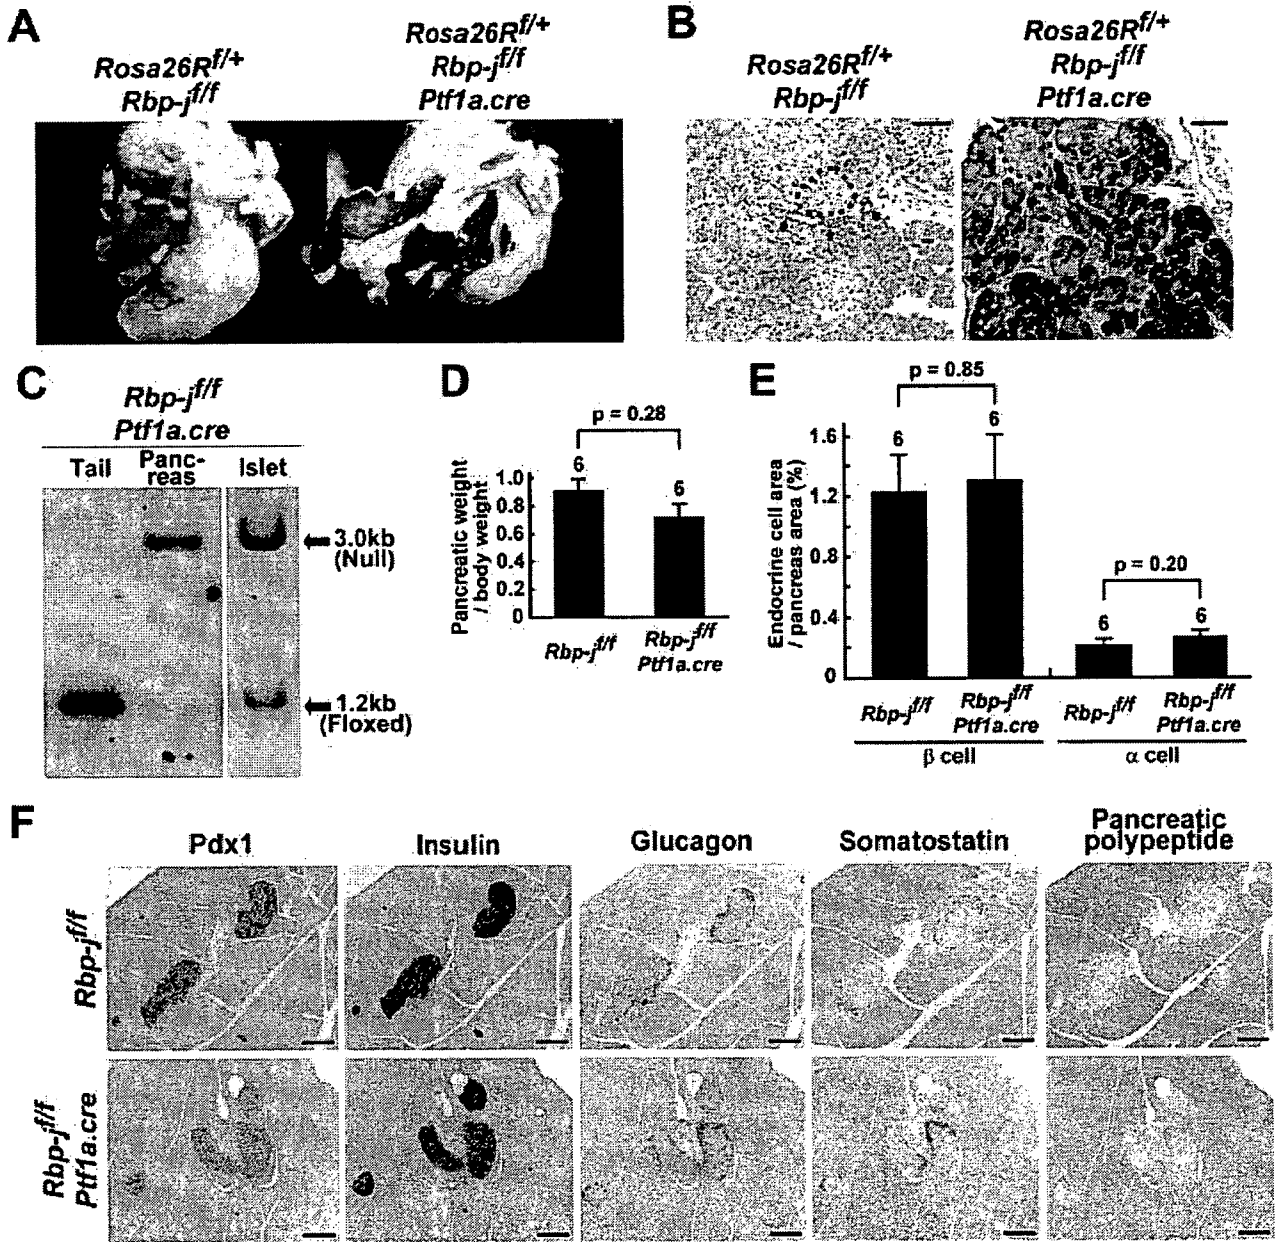 A
Rosa26R^f/+
Rbp-j^f/f
Rosa26R^f/+
Rbp-j^f/f
Ptf1a.cre
B
Rosa26R^f/+
Rbp-j^f/f
Rosa26R^f/+
Rbp-j^f/f
Ptf1a.cre
C
Rbp-j^f/f
Ptf1a.cre
Tail
Panc-
reas
Islet
3.0kb
(Null)
1.2kb
(Floxed)
D
p = 0.28
Pancreatic weight
/ body weight
1.0
0.8
0.6
0.4
0.2
0
6
6
Rbp-j^f/f
Rbp-j^f/f
Ptf1a.cre
E
p = 0.85
Endocrine cell area
/ pancreas area (%)
1.6
1.2
0.8
0.4
0
6
6
p = 0.20
6
6
Rbp-j^f/f
Rbp-j^f/f
Ptf1a.cre
Rbp-j^f/f
Rbp-j^f/f
Ptf1a.cre
β cell
α cell
F
Pdx1
Insulin
Glucagon
Somatostatin
Pancreatic
polypeptide
Rbp-j^f/f
Rbp-j^f/f
Ptf1a.cre